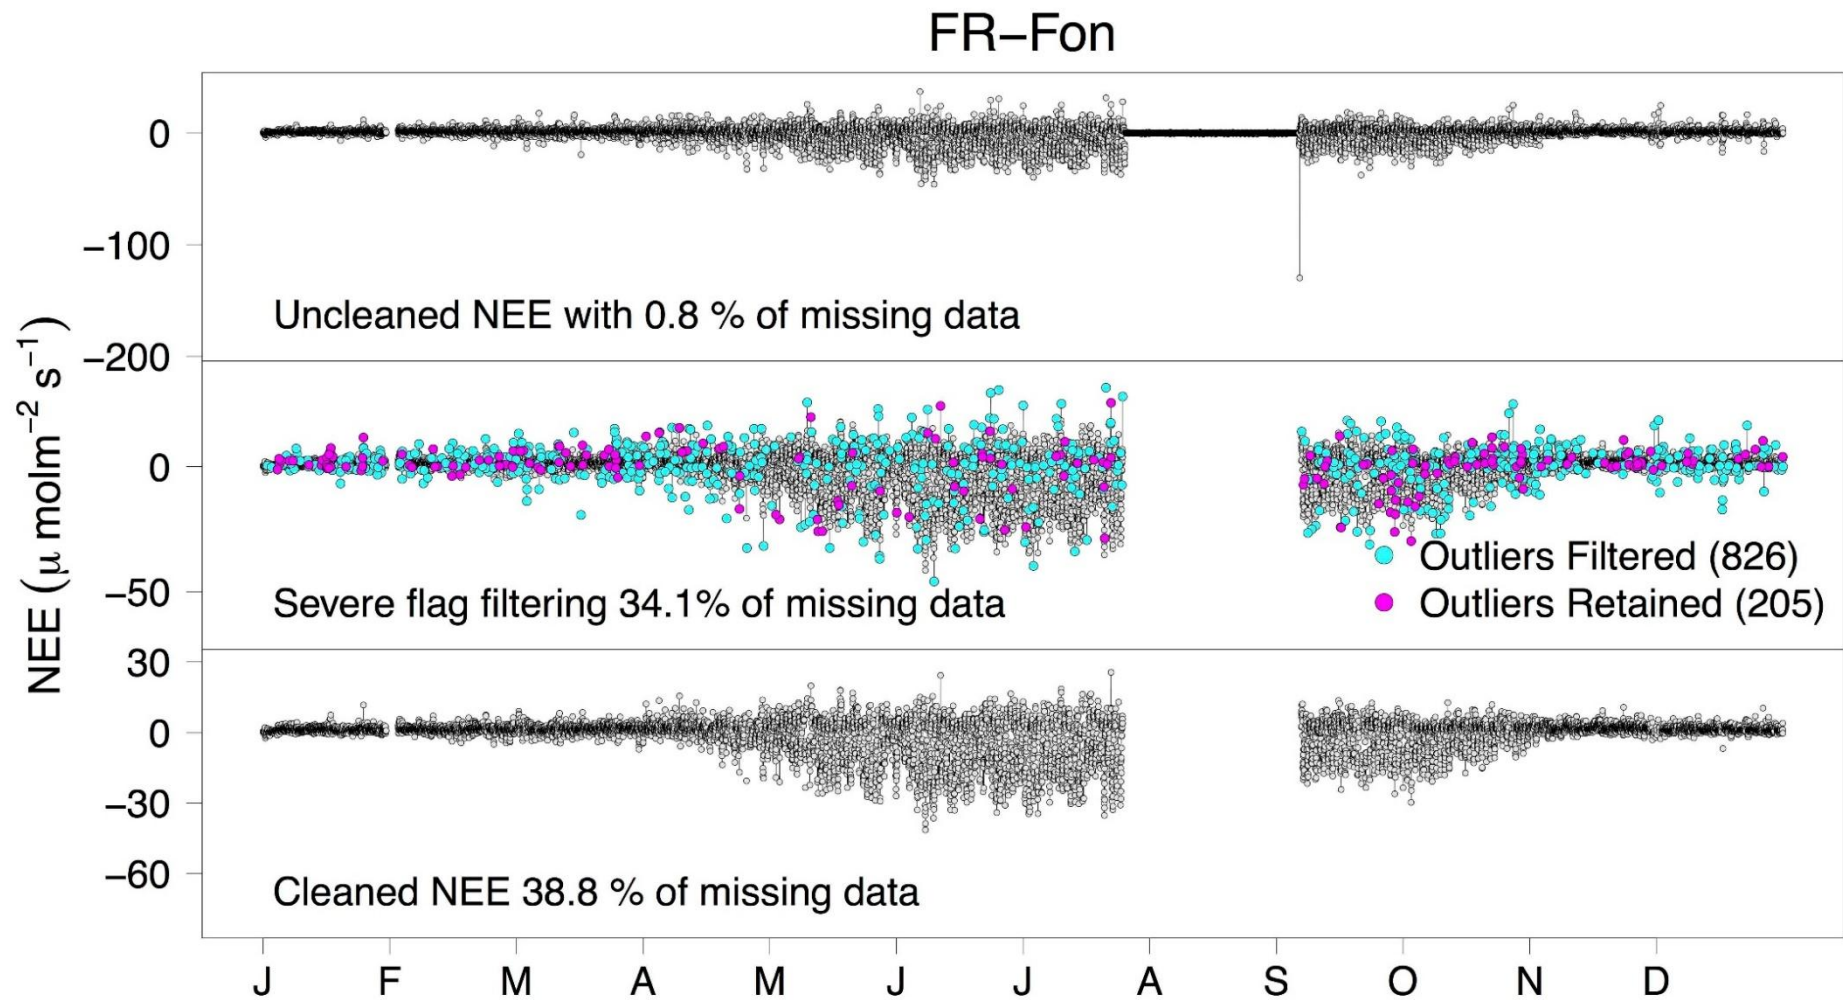 FR−Fon
NEE (μ molm−2 s−1)
0
−100
−200
Uncleaned NEE with 0.8 % of missing data
0
−50
Severe flag filtering 34.1% of missing data
Outliers Filtered (826)
Outliers Retained (205)
30
0
−30
−60
Cleaned NEE 38.8 % of missing data
J F M A M J J A S O N D